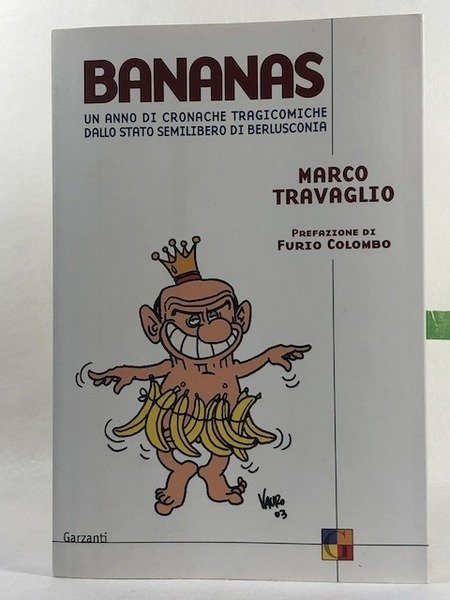 BANANAS
UN ANNO DI CRONACHE TRAGICOMICHE
DALLO STATO SEMILIBERO DI BERLUSCONIA
MARCO
TRAVAGLIO
PREFAZIONE DI
FURIO COLOMBO
VAURO
03
Garzanti
G